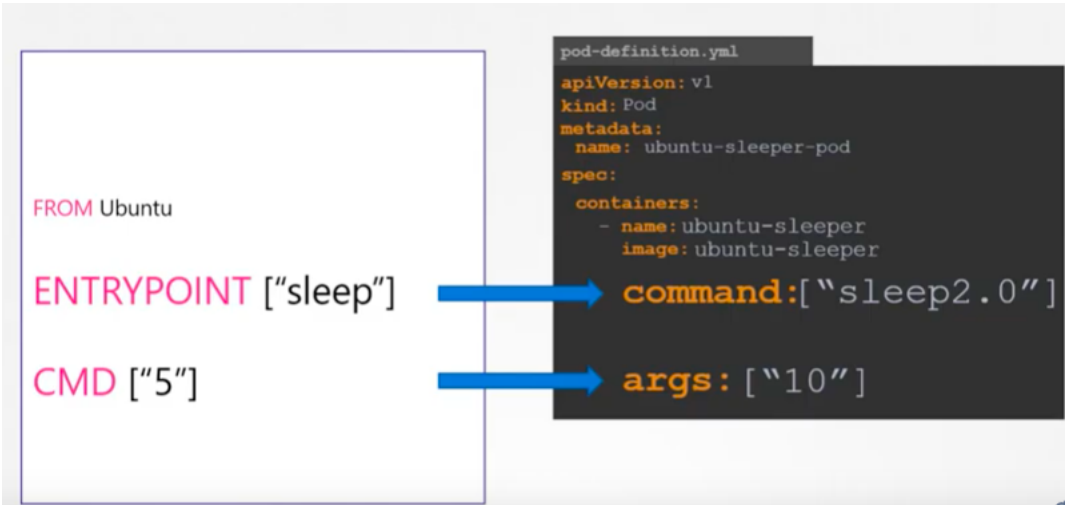 FROM Ubuntu
ENTRYPOINT [“sleep”]
CMD [“5”]
pod-definition.yml
apiVersion: v1
kind: Pod
metadata:
name: ubuntu-sleeper-pod
spec:
containers:
- name: ubuntu-sleeper
image: ubuntu-sleeper
command:[“sleep2.0”]
args: [“10”]